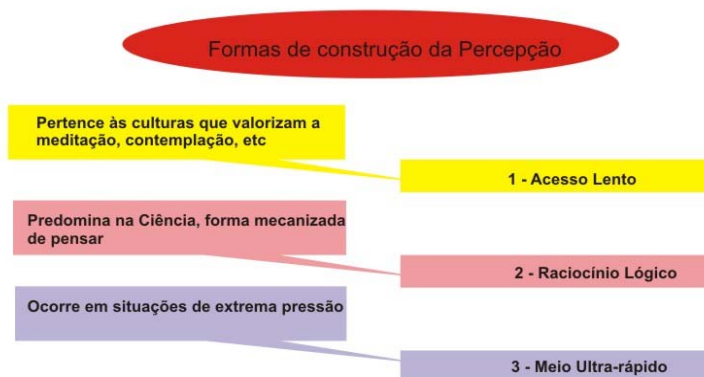 Formas de construção da Percepção
Pertence às culturas que valorizam a
meditação, contemplação, etc
1 - Acesso Lento
Predomina na Ciência, forma mecanizada
de pensar
2 - Raciocínio Lógico
Ocorre em situações de extrema pressão
3 - Meio Ultra-rápido